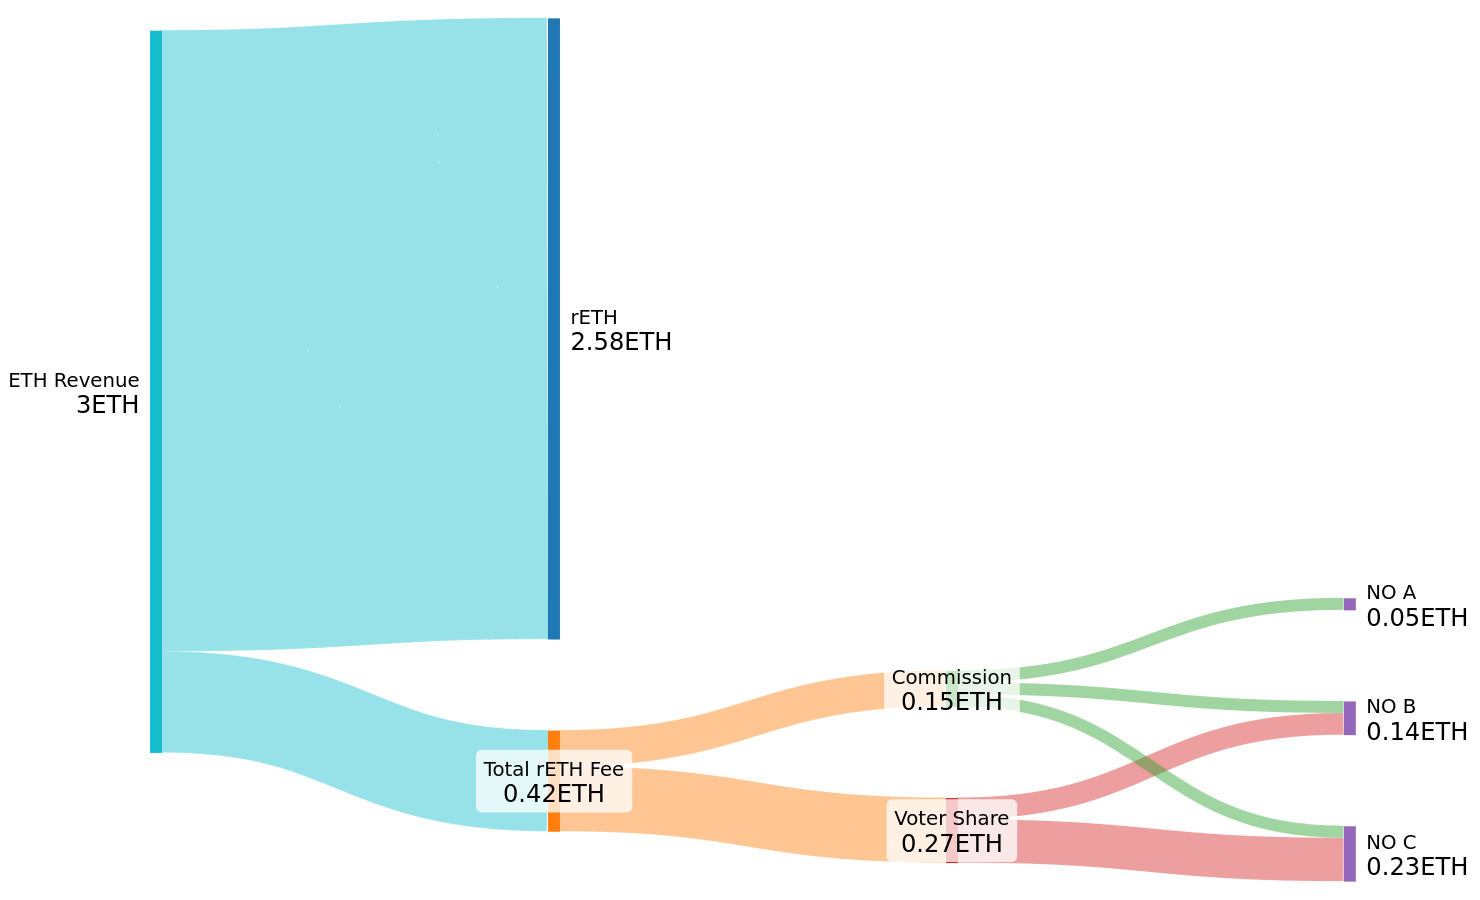 ETH Revenue
3ETH
rETH
2.58ETH
Total rETH Fee
0.42ETH
Commission
0.15ETH
Voter Share
0.27ETH
NO A
0.05ETH
NO B
0.14ETH
NO C
0.23ETH